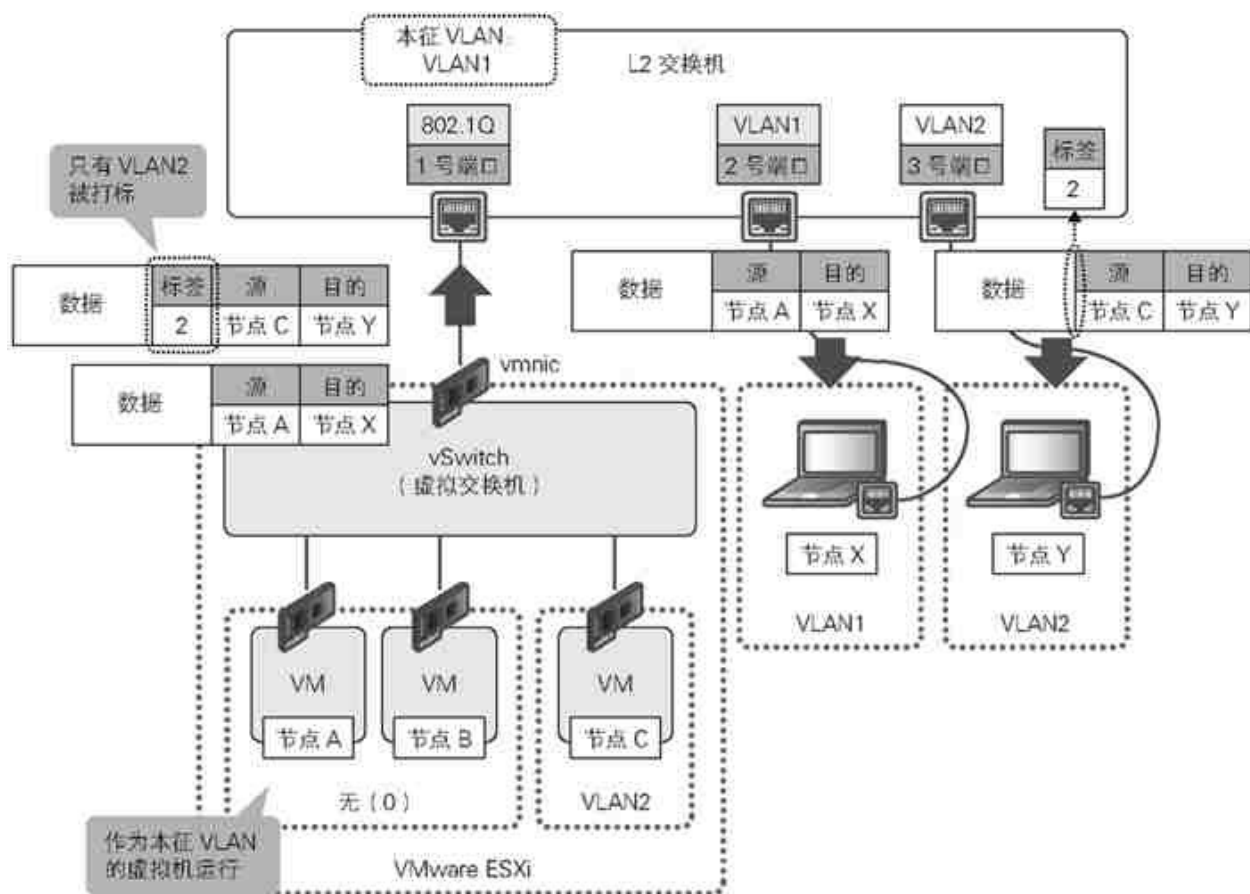 本征 VLAN
VLAN1
L2 交换机
802.1Q
1 号端口
VLAN1
2 号端口
VLAN2
3 号端口
标签
2
只有 VLAN2
被打标
数据
标签
源
目的
2
节点 C
节点 Y
数据
源
目的
节点 A
节点 X
数据
源
目的
节点 C
节点 Y
数据
源
目的
节点 A
节点 X
vmnic
vSwitch
（虚拟交换机）
VM
节点 A
VM
节点 B
VM
节点 C
无（0）
VLAN2
作为本征 VLAN
的虚拟机运行
VMware ESXi
节点 X
VLAN1
节点 Y
VLAN2